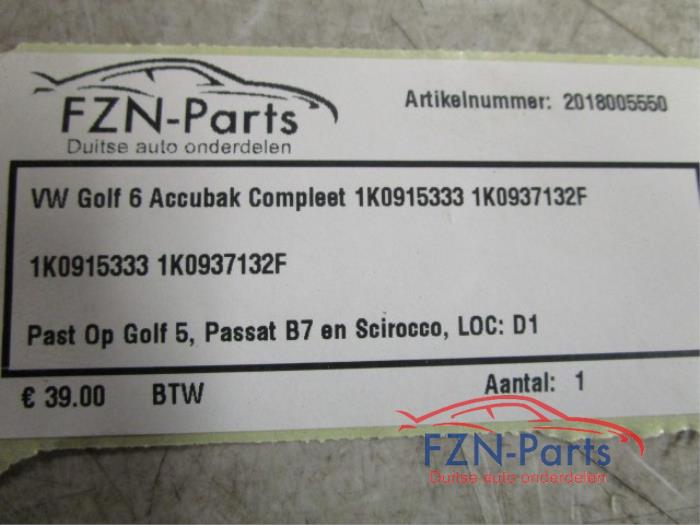 FZN-Parts
Duitse auto onderdelen
Artikelnummer: 2018005550
VW Golf 6 Accubak Compleet 1K0915333 1K0937132F
1K0915333 1K0937132F
Past Op Golf 5, Passat B7 en Scirocco, LOC: D1
€ 39.00 BTW Aantal: 1
FZN-Parts
Duitse auto onderdelen